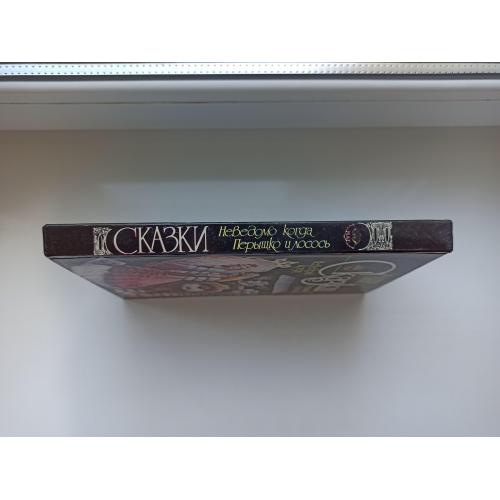 СКАЗКИ
Неведомо когда
Перышко и лосось